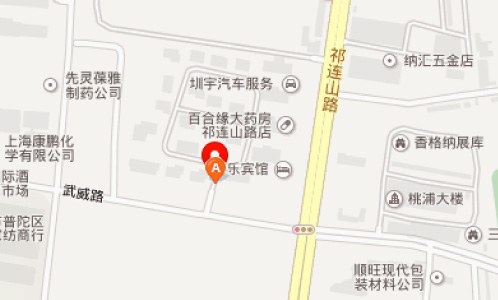 纳汇五金店
祁连山路
圳宇汽车服务
先灵葆雅
制药公司
百合缘大药房
祁连山路店
上海康鹏化
学有限公司
香格纳展库
A
乐宾馆
际酒
市场
武威路
桃浦大楼
普陀区
纺商行
三
顺旺现代包
装材料公司